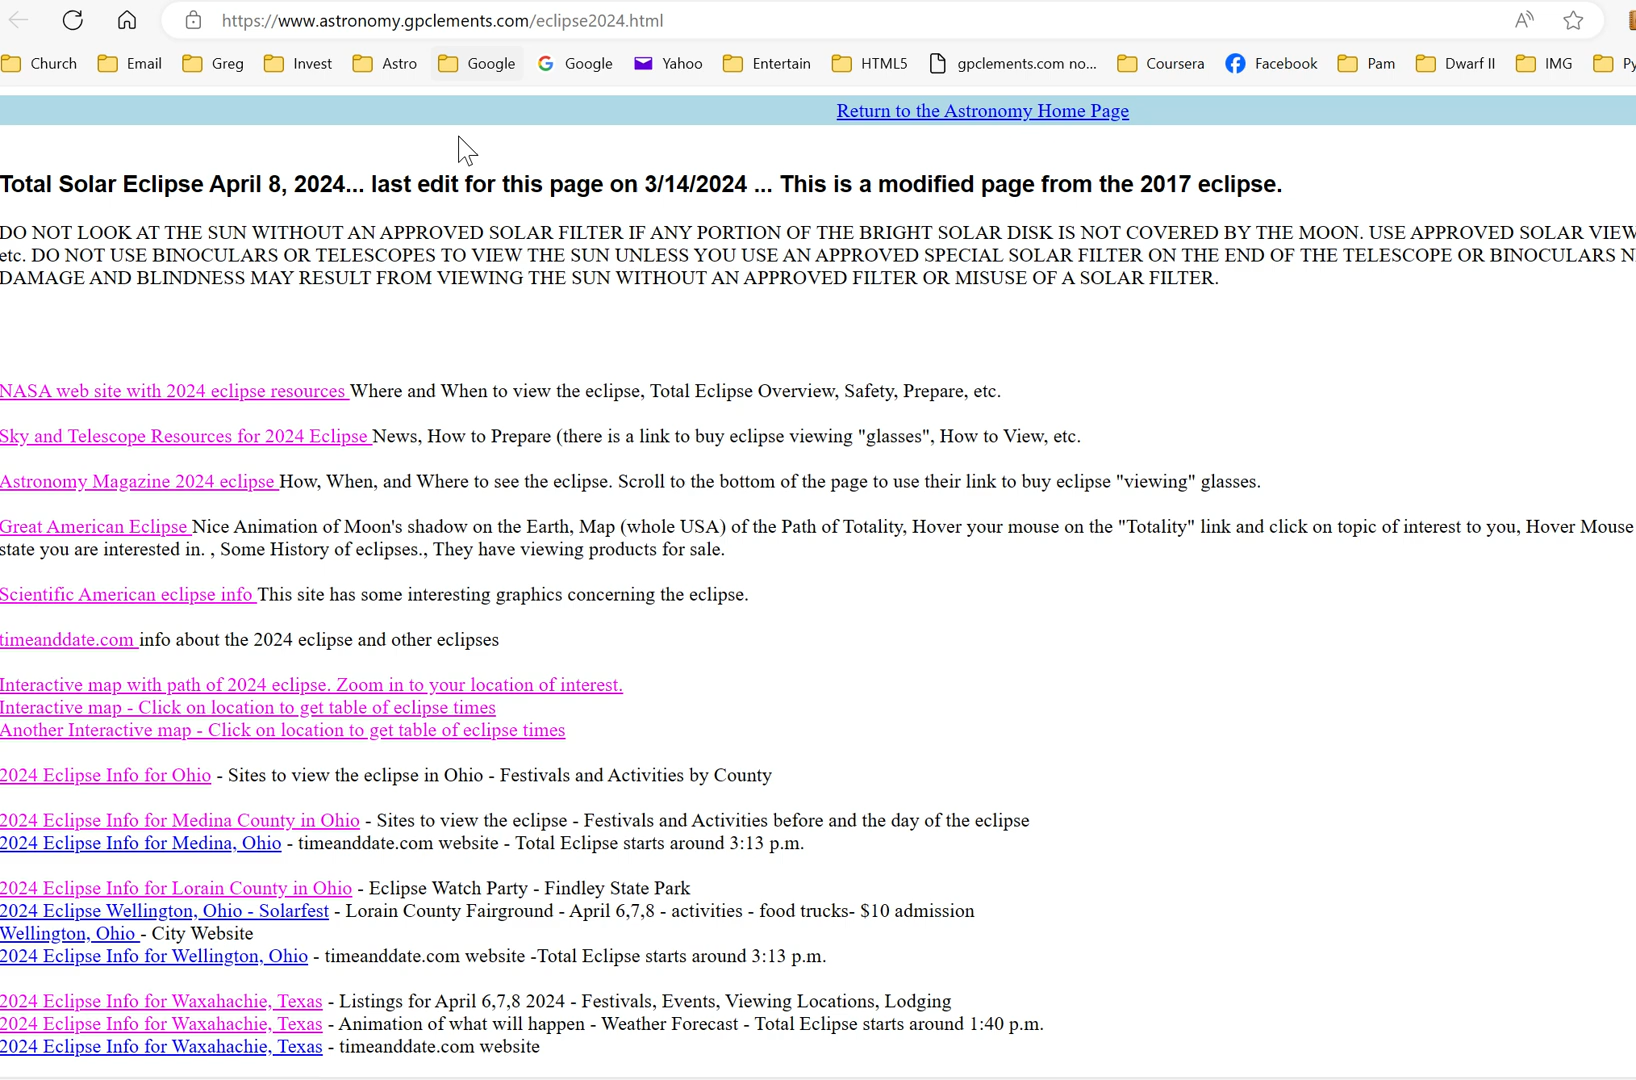 https://www.astronomy.gpclements.com/eclipse2024.html
Church Email Greg Invest Astro Google Google Yahoo Entertain HTML5 gpclements.com no... Coursera Facebook Pam Dwarf II IMG Py
Return to the Astronomy Home Page
Total Solar Eclipse April 8, 2024... last edit for this page on 3/14/2024 ... This is a modified page from the 2017 eclipse.
DO NOT LOOK AT THE SUN WITHOUT AN APPROVED SOLAR FILTER IF ANY PORTION OF THE BRIGHT SOLAR DISK IS NOT COVERED BY THE MOON. USE APPROVED SOLAR VIEW
etc. DO NOT USE BINOCULARS OR TELESCOPES TO VIEW THE SUN UNLESS YOU USE AN APPROVED SPECIAL SOLAR FILTER ON THE END OF THE TELESCOPE OR BINOCULARS N
DAMAGE AND BLINDNESS MAY RESULT FROM VIEWING THE SUN WITHOUT AN APPROVED FILTER OR MISUSE OF A SOLAR FILTER.
NASA web site with 2024 eclipse resources Where and When to view the eclipse, Total Eclipse Overview, Safety, Prepare, etc.
Sky and Telescope Resources for 2024 Eclipse News, How to Prepare (there is a link to buy eclipse viewing "glasses", How to View, etc.
Astronomy Magazine 2024 eclipse How, When, and Where to see the eclipse. Scroll to the bottom of the page to use their link to buy eclipse "viewing" glasses.
Great American Eclipse Nice Animation of Moon's shadow on the Earth, Map (whole USA) of the Path of Totality, Hover your mouse on the "Totality" link and click on topic of interest to you, Hover Mouse
state you are interested in. , Some History of eclipses., They have viewing products for sale.
Scientific American eclipse info This site has some interesting graphics concerning the eclipse.
timeanddate.com info about the 2024 eclipse and other eclipses
Interactive map with path of 2024 eclipse. Zoom in to your location of interest.
Interactive map - Click on location to get table of eclipse times
Another Interactive map - Click on location to get table of eclipse times
2024 Eclipse Info for Ohio - Sites to view the eclipse in Ohio - Festivals and Activities by County
2024 Eclipse Info for Medina County in Ohio - Sites to view the eclipse - Festivals and Activities before and the day of the eclipse
2024 Eclipse Info for Medina, Ohio - timeanddate.com website - Total Eclipse starts around 3:13 p.m.
2024 Eclipse Info for Lorain County in Ohio - Eclipse Watch Party - Findley State Park
2024 Eclipse Wellington, Ohio - Solarfest - Lorain County Fairground - April 6,7,8 - activities - food trucks- $10 admission
Wellington, Ohio - City Website
2024 Eclipse Info for Wellington, Ohio - timeanddate.com website -Total Eclipse starts around 3:13 p.m.
2024 Eclipse Info for Waxahachie, Texas - Listings for April 6,7,8 2024 - Festivals, Events, Viewing Locations, Lodging
2024 Eclipse Info for Waxahachie, Texas - Animation of what will happen - Weather Forecast - Total Eclipse starts around 1:40 p.m.
2024 Eclipse Info for Waxahachie, Texas - timeanddate.com website